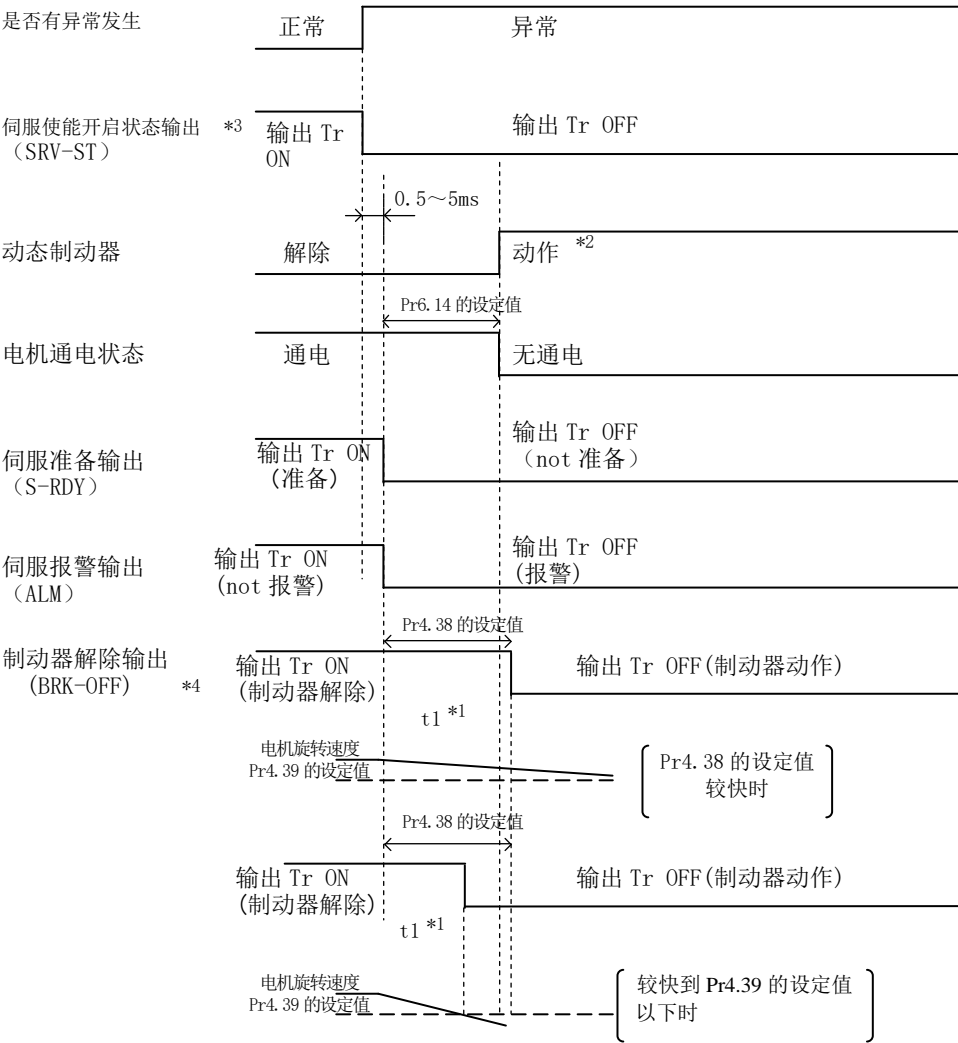 是否有异常发生
正常
异常
伺服使能开启状态输出 *3
（SRV-ST）
输出 Tr
ON
输出 Tr OFF
0.5～5ms
动态制动器
解除
动作 *2
Pr6.14 的设定值
电机通电状态
通电
无通电
伺服准备输出
（S-RDY）
输出 Tr ON
(准备)
输出 Tr OFF
（not 准备）
伺服报警输出
（ALM）
输出 Tr ON
(not 报警)
输出 Tr OFF
(报警)
Pr4.38 的设定值
制动器解除输出
(BRK-OFF) *4
输出 Tr ON
(制动器解除)
输出 Tr OFF(制动器动作)
t1 *1
电机旋转速度
Pr4.39 的设定值
Pr4.38 的设定值
较快时
Pr4.38 的设定值
输出 Tr ON
(制动器解除)
输出 Tr OFF(制动器动作)
t1 *1
电机旋转速度
Pr4.39 的设定值
较快到 Pr4.39 的设定值
以下时